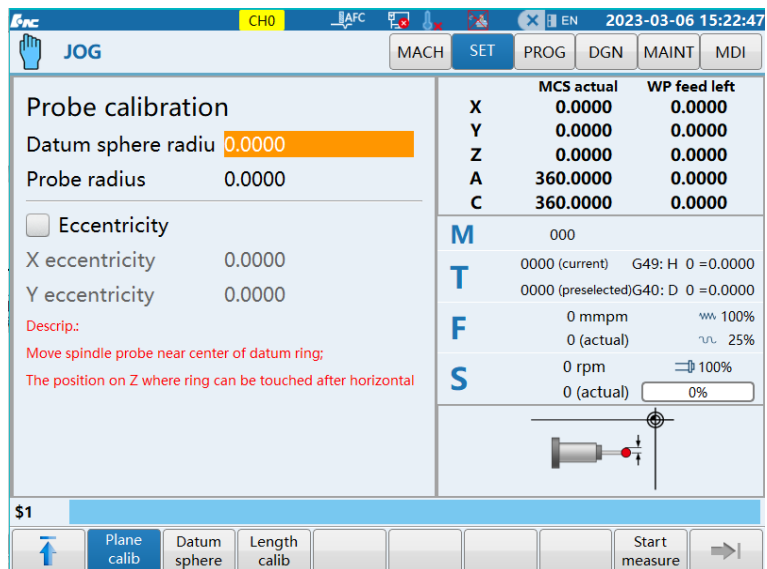 HNC CH0 AFC EN 2023-03-06 15:22:47
JOG MACH SET PROG DGN MAINT MDI
Probe calibration
Datum sphere radiu 0.0000
Probe radius 0.0000
Eccentricity
X eccentricity 0.0000
Y eccentricity 0.0000
Descrip.:
Move spindle probe near center of datum ring;
The position on Z where ring can be touched after horizontal
MCS actual WP feed left
X 0.0000 0.0000
Y 0.0000 0.0000
Z 0.0000 0.0000
A 360.0000 0.0000
C 360.0000 0.0000
M 000
T
0000 (current) G49: H 0 =0.0000
0000 (preselected)G40: D 0 =0.0000
F
0 mmpm 100%
0 (actual) 25%
S
0 rpm 100%
0 (actual) 0%
$1
Plane calib
Datum sphere
Length calib
Start measure